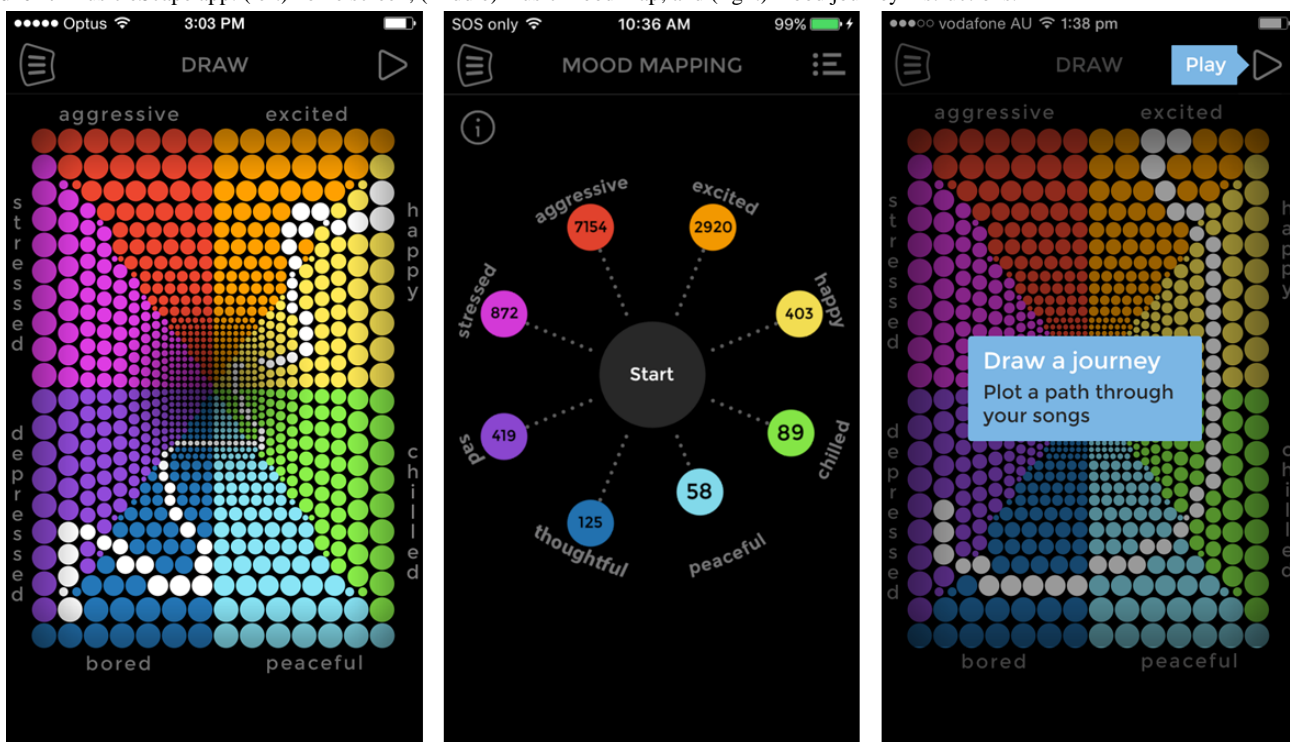 Optus 3:03 PM
DRAW
aggressive excited
stressed
happy
depressed
chilled
bored peaceful
SOS only 10:36 AM 99%
MOOD MAPPING
aggressive
excited
7154
2920
stressed
happy
872
403
Start
419
89
sad
chilled
58
125
thoughtful
peaceful
vodafone AU 1:38 pm
DRAW
Play
aggressive excited
stressed
Draw a journey
Plot a path through
your songs
depressed
bored peaceful